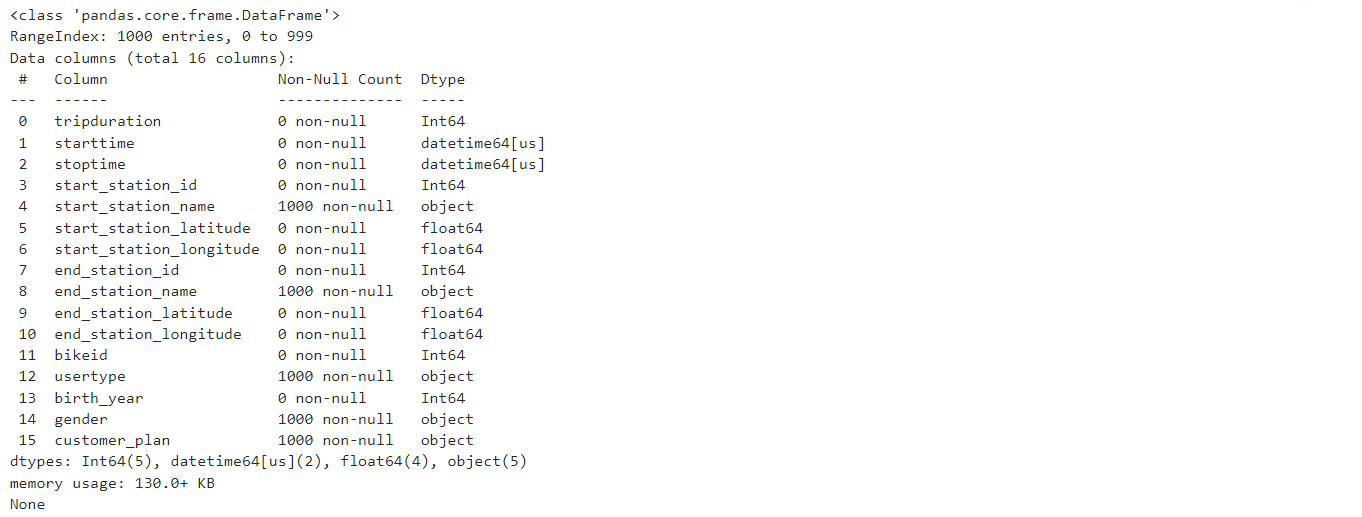 <class 'pandas.core.frame.DataFrame'>
RangeIndex: 1000 entries, 0 to 999
Data columns (total 16 columns):
 #   Column                   Non-Null Count  Dtype
---  ------                   --------------  -----
 0   tripduration             0 non-null      Int64
 1   starttime                0 non-null      datetime64[us]
 2   stoptime                 0 non-null      datetime64[us]
 3   start_station_id         0 non-null      Int64
 4   start_station_name       1000 non-null   object
 5   start_station_latitude   0 non-null      float64
 6   start_station_longitude  0 non-null      float64
 7   end_station_id           0 non-null      Int64
 8   end_station_name         1000 non-null   object
 9   end_station_latitude     0 non-null      float64
 10  end_station_longitude    0 non-null      float64
 11  bikeid                   0 non-null      Int64
 12  usertype                 1000 non-null   object
 13  birth_year               0 non-null      Int64
 14  gender                   1000 non-null   object
 15  customer_plan            1000 non-null   object
dtypes: Int64(5), datetime64[us](2), float64(4), object(5)
memory usage: 130.0+ KB
None